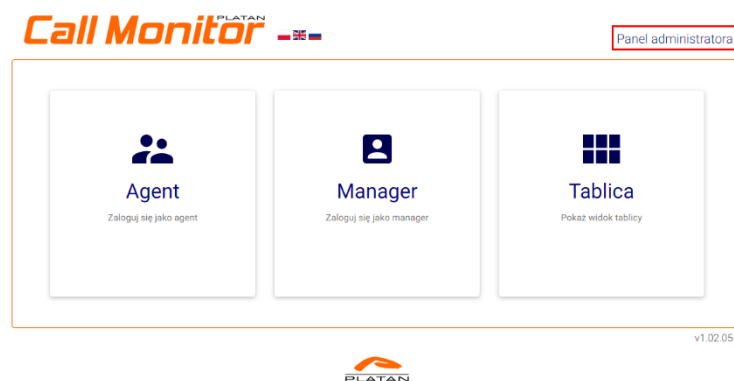 PLATAN
Call Monitor
Panel administratora
Agent
Zaloguj się jako agent
Manager
Zaloguj się jako manager
Tablica
Pokaż widok tablicy
v1.02.05
PLATAN